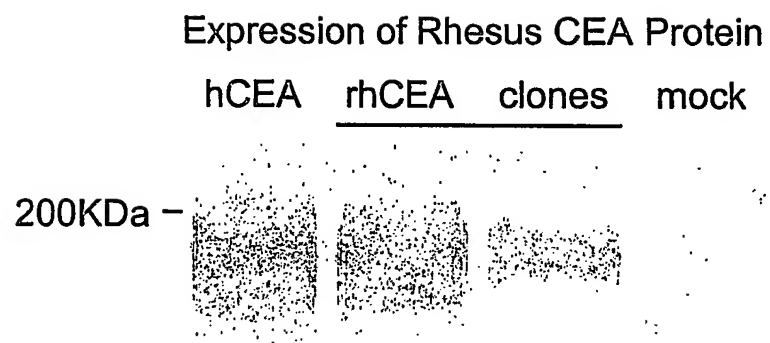 Expression of Rhesus CEA Protein
hCEA rhCEA clones mock
200KDa